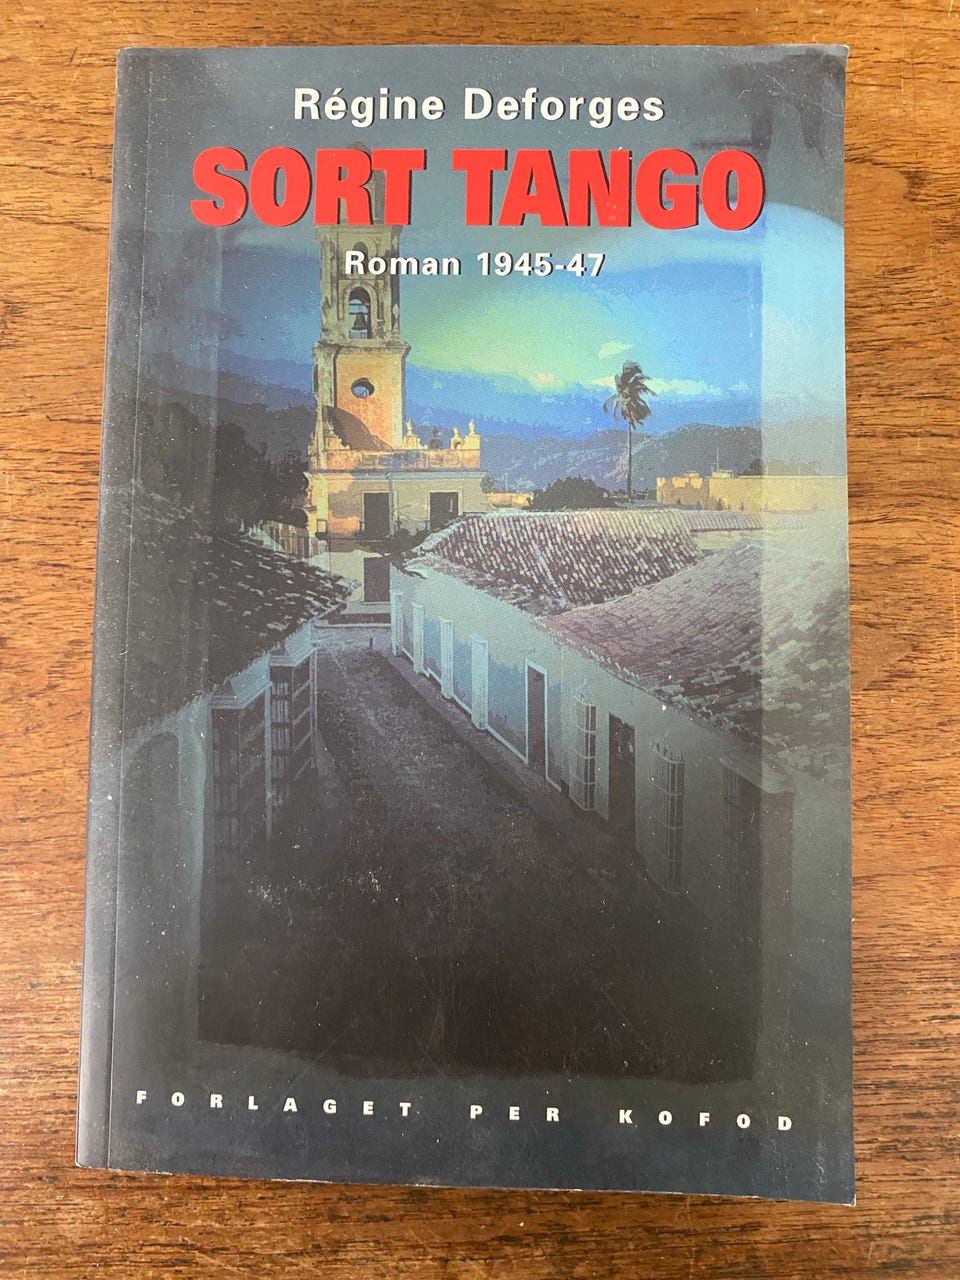 Régine Deforges
SORT TANGO
Roman 1945-47
FORLAGET PER KOFOD